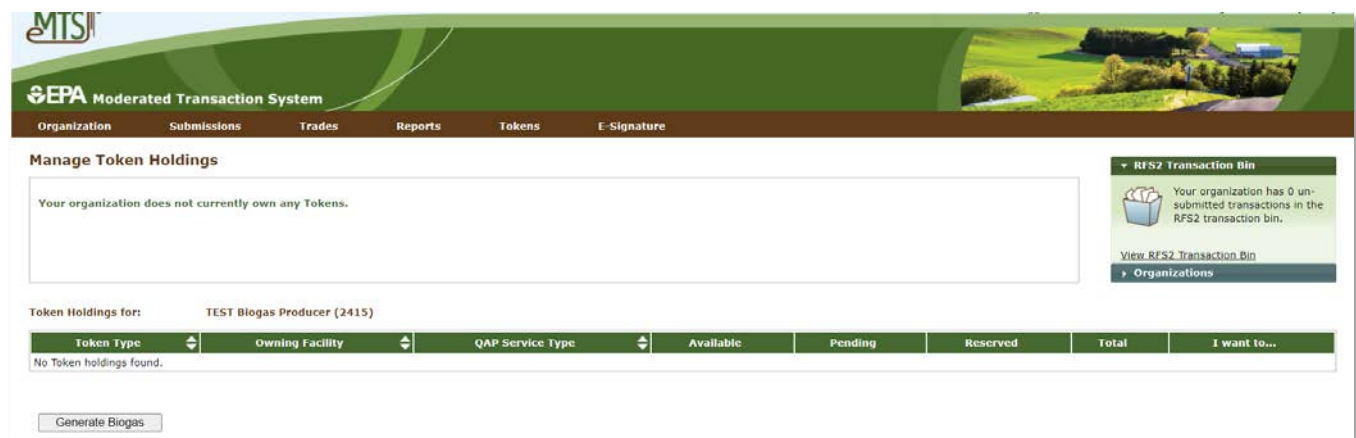 eMTS
EPA Moderated Transaction System
Organization Submissions Trades Reports Tokens E-Signature
Manage Token Holdings
Your organization does not currently own any Tokens.
RFS2 Transaction Bin
Your organization has 0 un-
submitted transactions in the
RFS2 transaction bin.
View RFS2 Transaction Bin
Organizations
Token Holdings for: TEST Biogas Producer (2415)
Token Type Owning Facility QAP Service Type Available Pending Reserved Total I want to...
No Token holdings found.
Generate Biogas